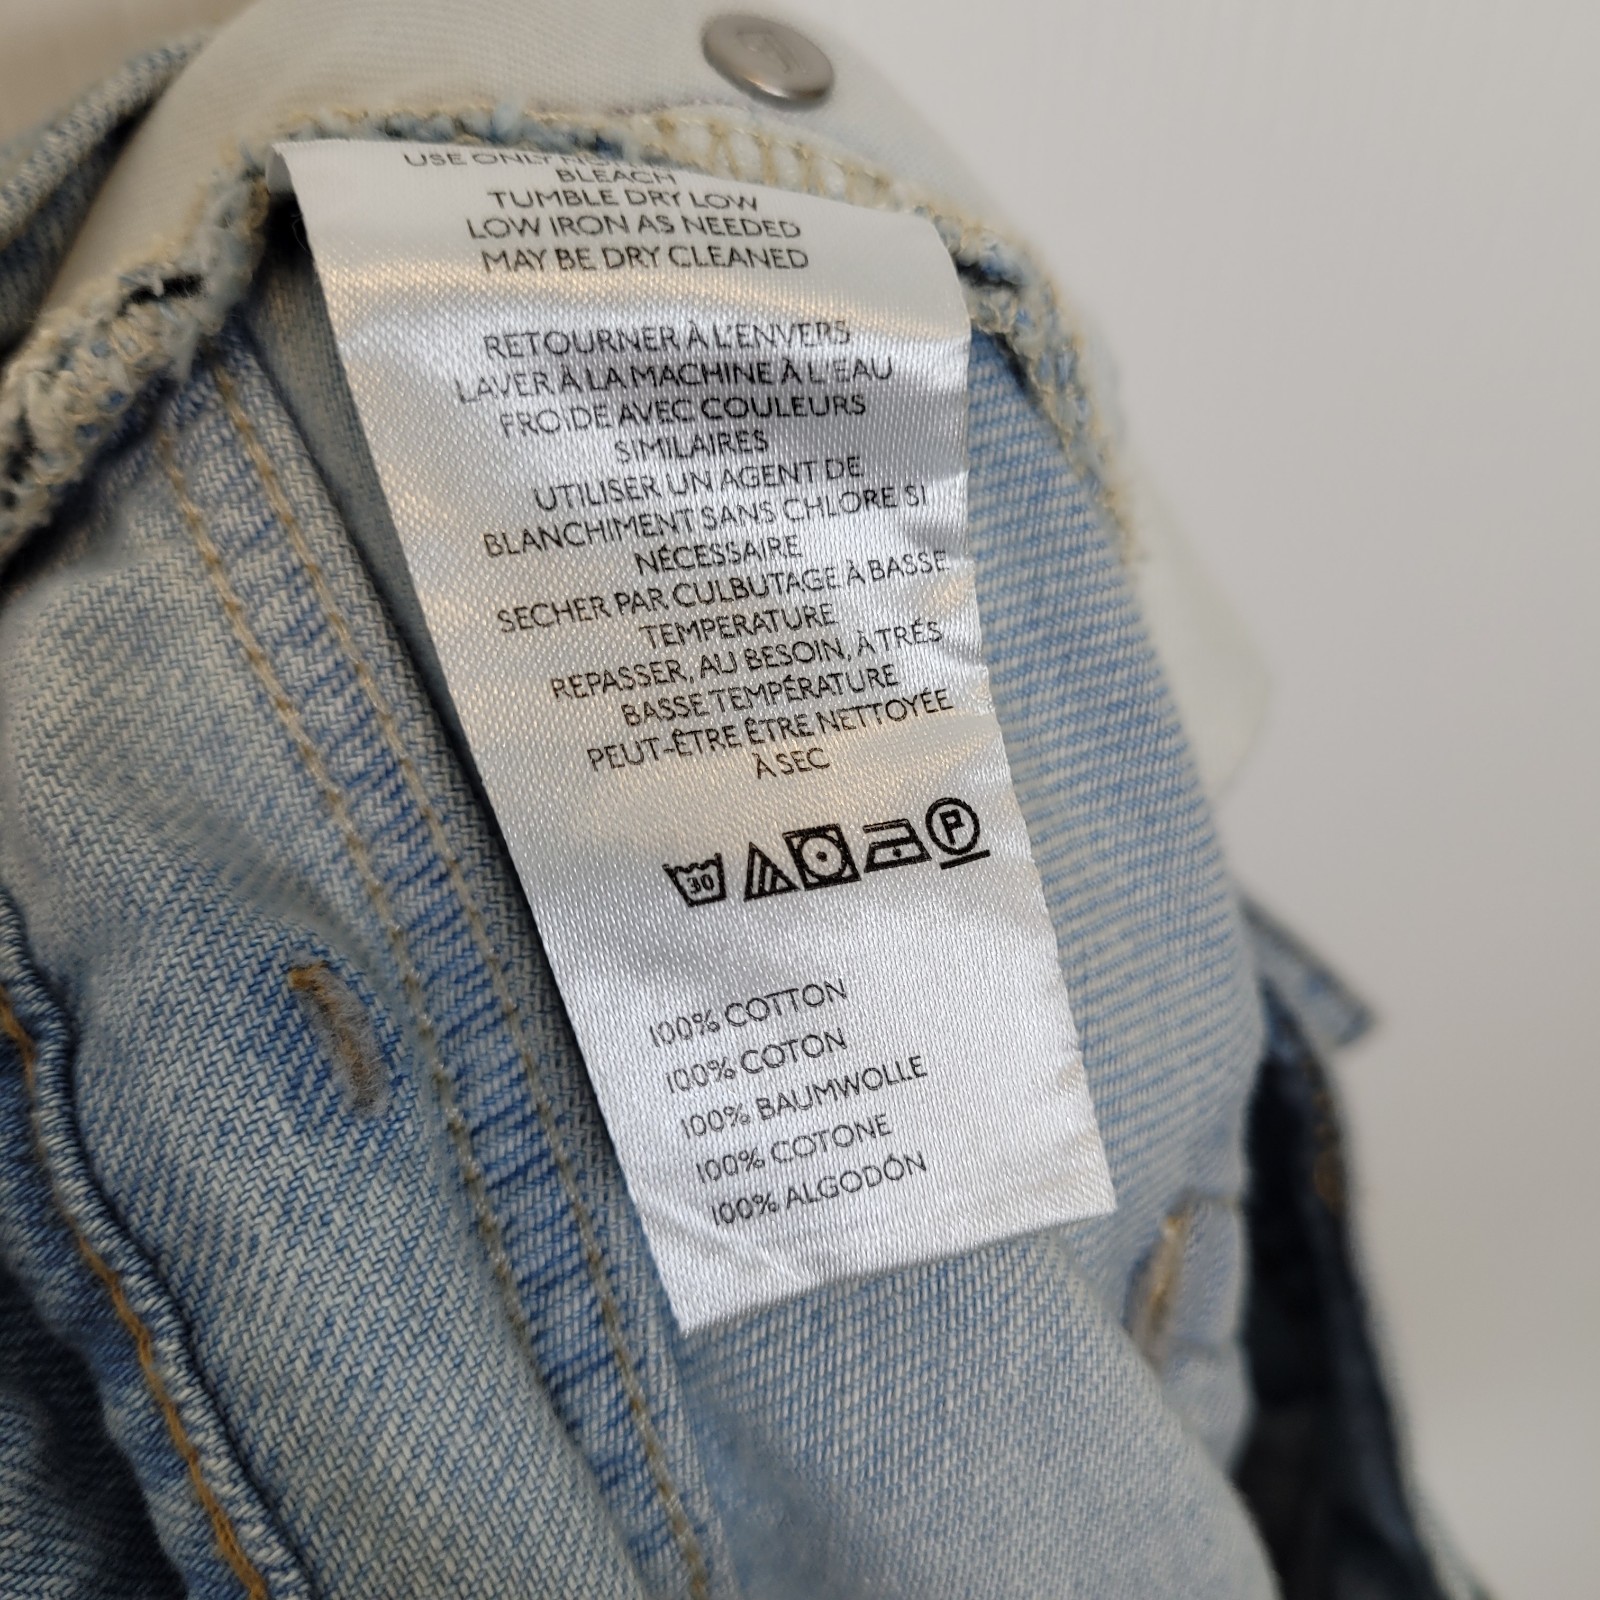 USE ONLY NON-
BLEACH
TUMBLE DRY LOW
LOW IRON AS NEEDED
MAY BE DRY CLEANED
RETOURNER À L'ENVERS
LAVER À LA MACHINE À L'EAU
FROIDE AVEC COULEURS
SIMILAIRES
UTILISER UN AGENT DE
BLANCHIMENT SANS CHLORE SI
NÉCESSAIRE
SECHER PAR CULBUTAGE À BASSE
TEMPERATURE
REPASSER, AU BESOIN, À TRÉS
BASSE TEMPÉRATURE
PEUT-ÊTRE ÊTRE NETTOYÉE
À SEC
30 P
100% COTTON
100% COTON
100% BAUMWOLLE
100% COTONE
100% ALGODÓN